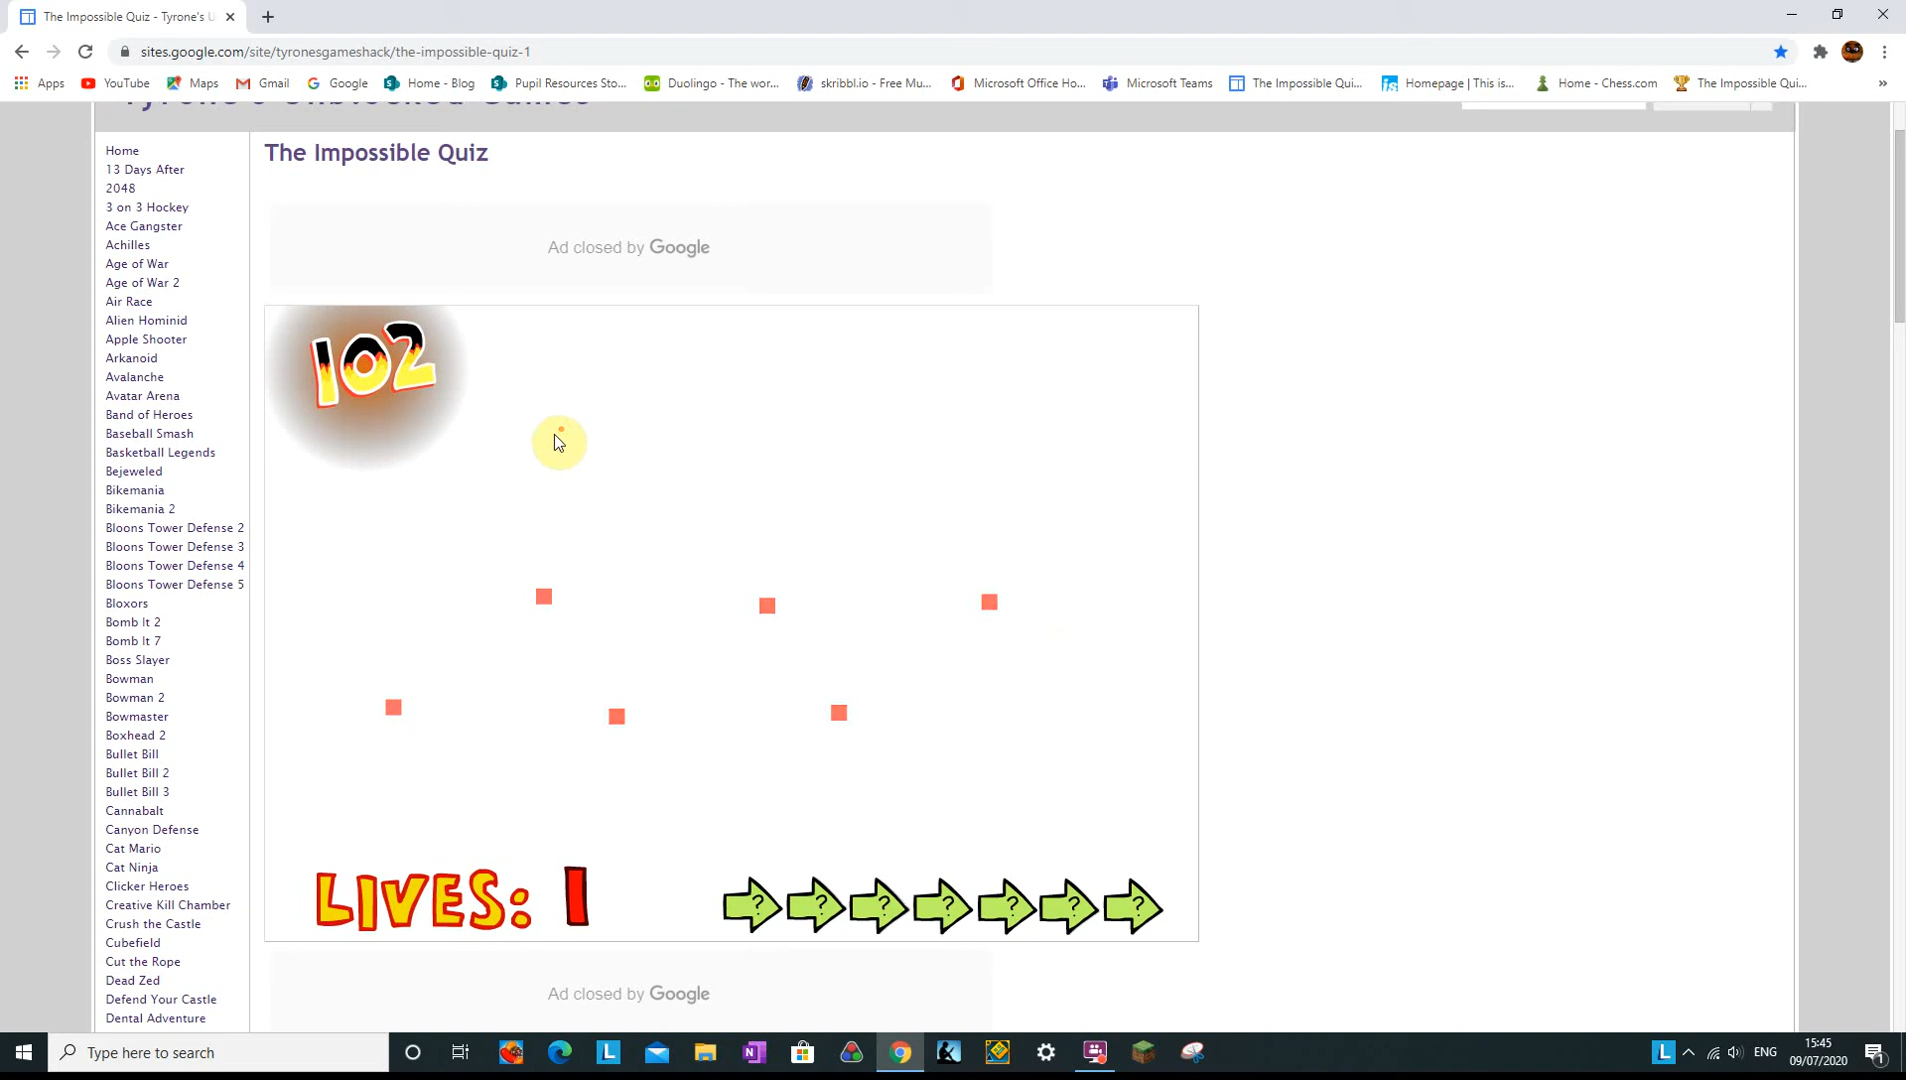 The Impossible Quiz - Tyrone's U
sites.google.com/site/tyronesgameshack/the-impossible-quiz-1
Apps YouTube Maps Gmail Google Home - Blog Pupil Resources Sto... Duolingo - The wor... skribbl.io - Free Mu... Microsoft Office Ho... Microsoft Teams The Impossible Qui... Homepage | This is... Home - Chess.com The Impossible Quiz... »
Tyrone's Unblocked Games
Home
13 Days After
2048
3 on 3 Hockey
Ace Gangster
Achilles
Age of War
Age of War 2
Air Race
Alien Hominid
Apple Shooter
Arkanoid
Avalanche
Avatar Arena
Band of Heroes
Baseball Smash
Basketball Legends
Bejeweled
Bikemania
Bikemania 2
Bloons Tower Defense 2
Bloons Tower Defense 3
Bloons Tower Defense 4
Bloons Tower Defense 5
Bloxors
Bomb It 2
Bomb It 7
Boss Slayer
Bowman
Bowman 2
Bowmaster
Boxhead 2
Bullet Bill
Bullet Bill 2
Bullet Bill 3
Cannabalt
Canyon Defense
Cat Mario
Cat Ninja
Clicker Heroes
Creative Kill Chamber
Crush the Castle
Cubefield
Cut the Rope
Dead Zed
Defend Your Castle
Dental Adventure
The Impossible Quiz
Ad closed by Google
102
LIVES: 1
? ? ? ? ? ? ?
Ad closed by Google
Type here to search
ENG
15:45
09/07/2020
1